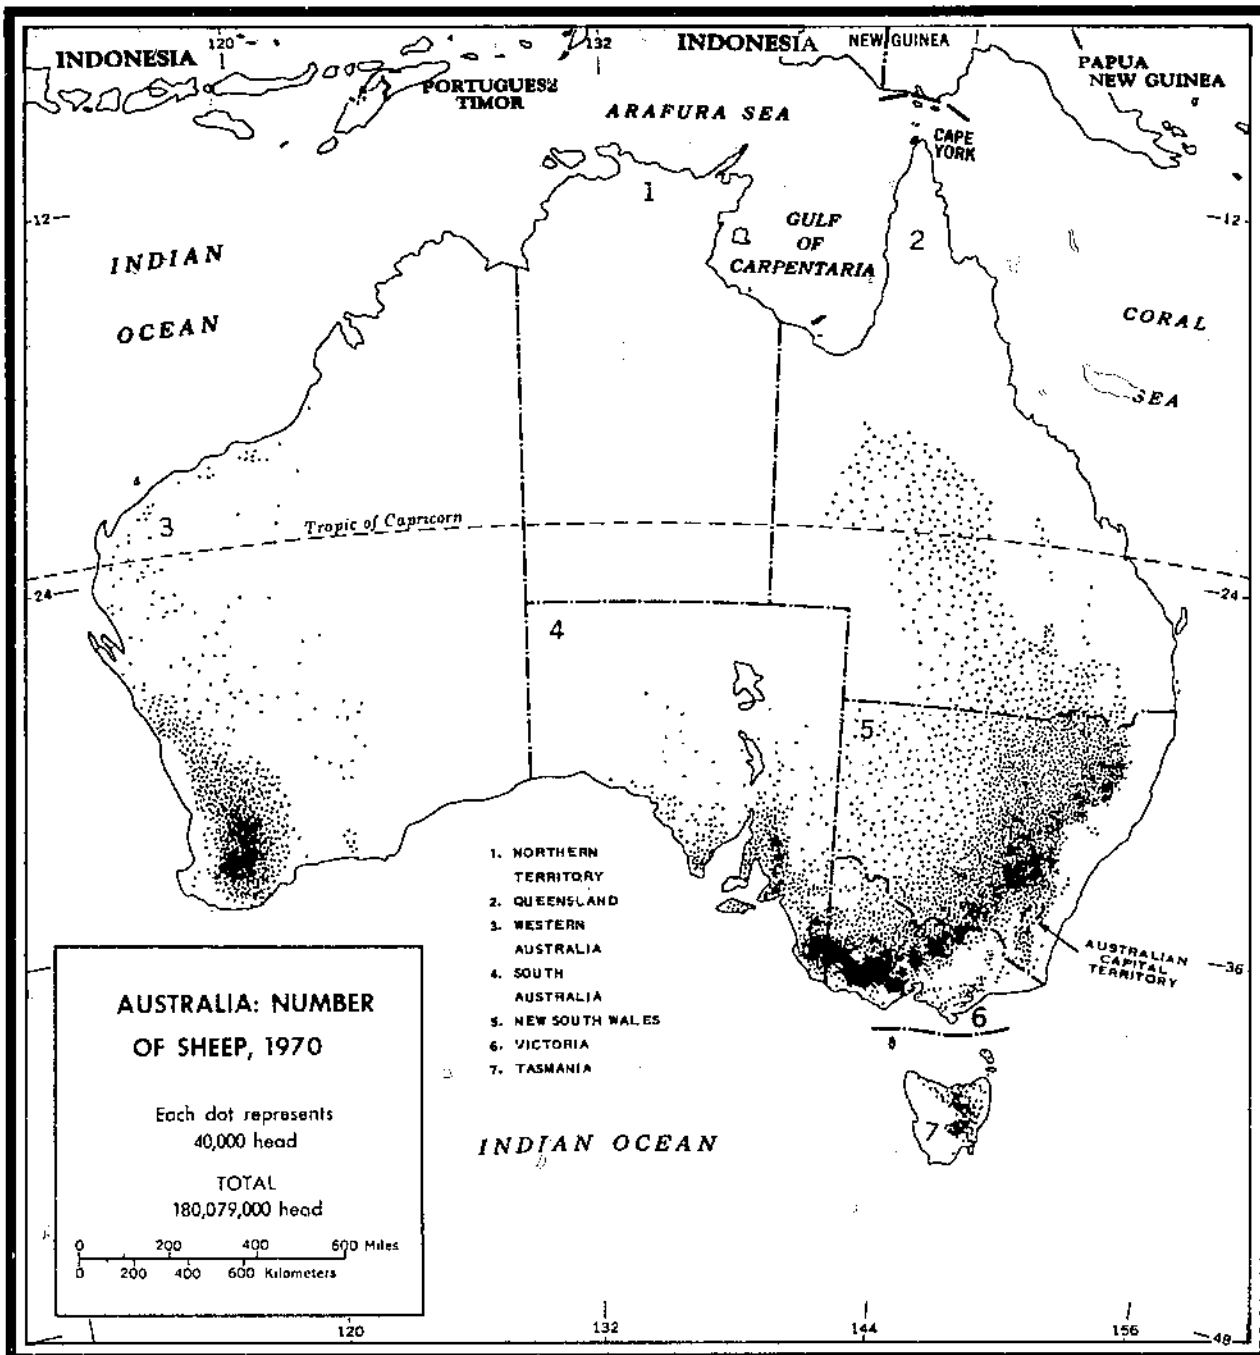 120
INDONESIA
132
INDONESIA
NEW GUINEA
PAPUA
NEW GUINEA
PORTUGUESE
TIMOR
ARAFURA SEA
CAPE
YORK
1
12
12
INDIAN
OCEAN
GULF
OF
CARPENTARIA
2
CORAL
SEA
3
Tropic of Capricorn
24
24
4
5
1. NORTHERN
TERRITORY
2. QUEENSLAND
3. WESTERN
AUSTRALIA
4. SOUTH
AUSTRALIA
5. NEW SOUTH WALES
6. VICTORIA
7. TASMANIA
AUSTRALIAN
CAPITAL
TERRITORY
36
6
7
INDIAN OCEAN
AUSTRALIA: NUMBER
OF SHEEP, 1970
Each dot represents
40,000 head
TOTAL
180,079,000 head
0 200 400 600 Miles
0 200 400 600 Kilometers
120
132
144
156
48